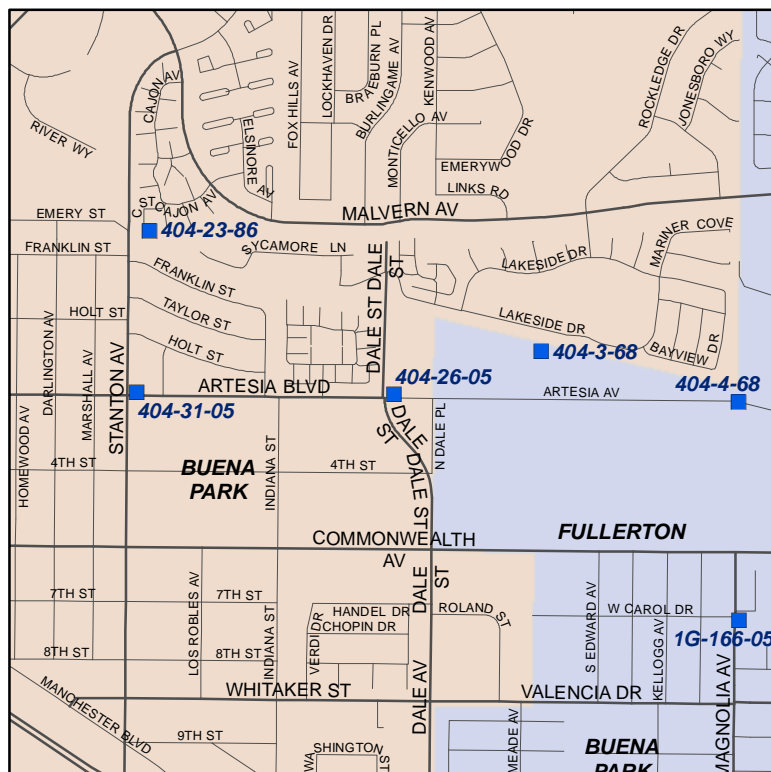 CAJON AV
RIVER WY
ELSINORE AV
FOX HILLS AV
LOCKHAVEN DR
BRAEBURN PL
BURLINGAME AV
KENWOOD AV
MONTICELLO AV
EMERYWOOD DR
LINKS RD
ROCKLEDGE DR
JONESBORO WY
C ST
CAJON AV
MALVERN AV
EMERY ST
404-23-86
FRANKLIN ST
SYCAMORE LN
DALE ST
DALE ST
LAKESIDE DR
MARINER COVE
FRANKLIN ST
TAYLOR ST
HOLT ST
HOLT ST
LAKESIDE DR
BAYVIEW DR
404-3-68
HOMEWOOD AV
DARLINGTON AV
MARSHALL AV
STANTON AV
404-31-05
ARTESIA BLVD
404-26-05
ARTESIA AV
404-4-68
DALE ST
DALE ST
N DALE PL
4TH ST
BUENA
PARK
INDIANA ST
4TH ST
FULLERTON
COMMONWEALTH
AV
7TH ST
LOS ROBLES AV
7TH ST
INDIANA ST
HANDEL DR
CHOPIN DR
VERDI DR
DALE ST
ROLAND ST
S EDWARD AV
W CAROL DR
KELLOGG AV
1G-166-05
8TH ST
8TH ST
WHITAKER ST
DALE AV
VALENCIA DR
MAGNOLIA AV
MANCHESTER BLVD
9TH ST
WASHINGTON ST
MEADE AV
BUENA
PARK